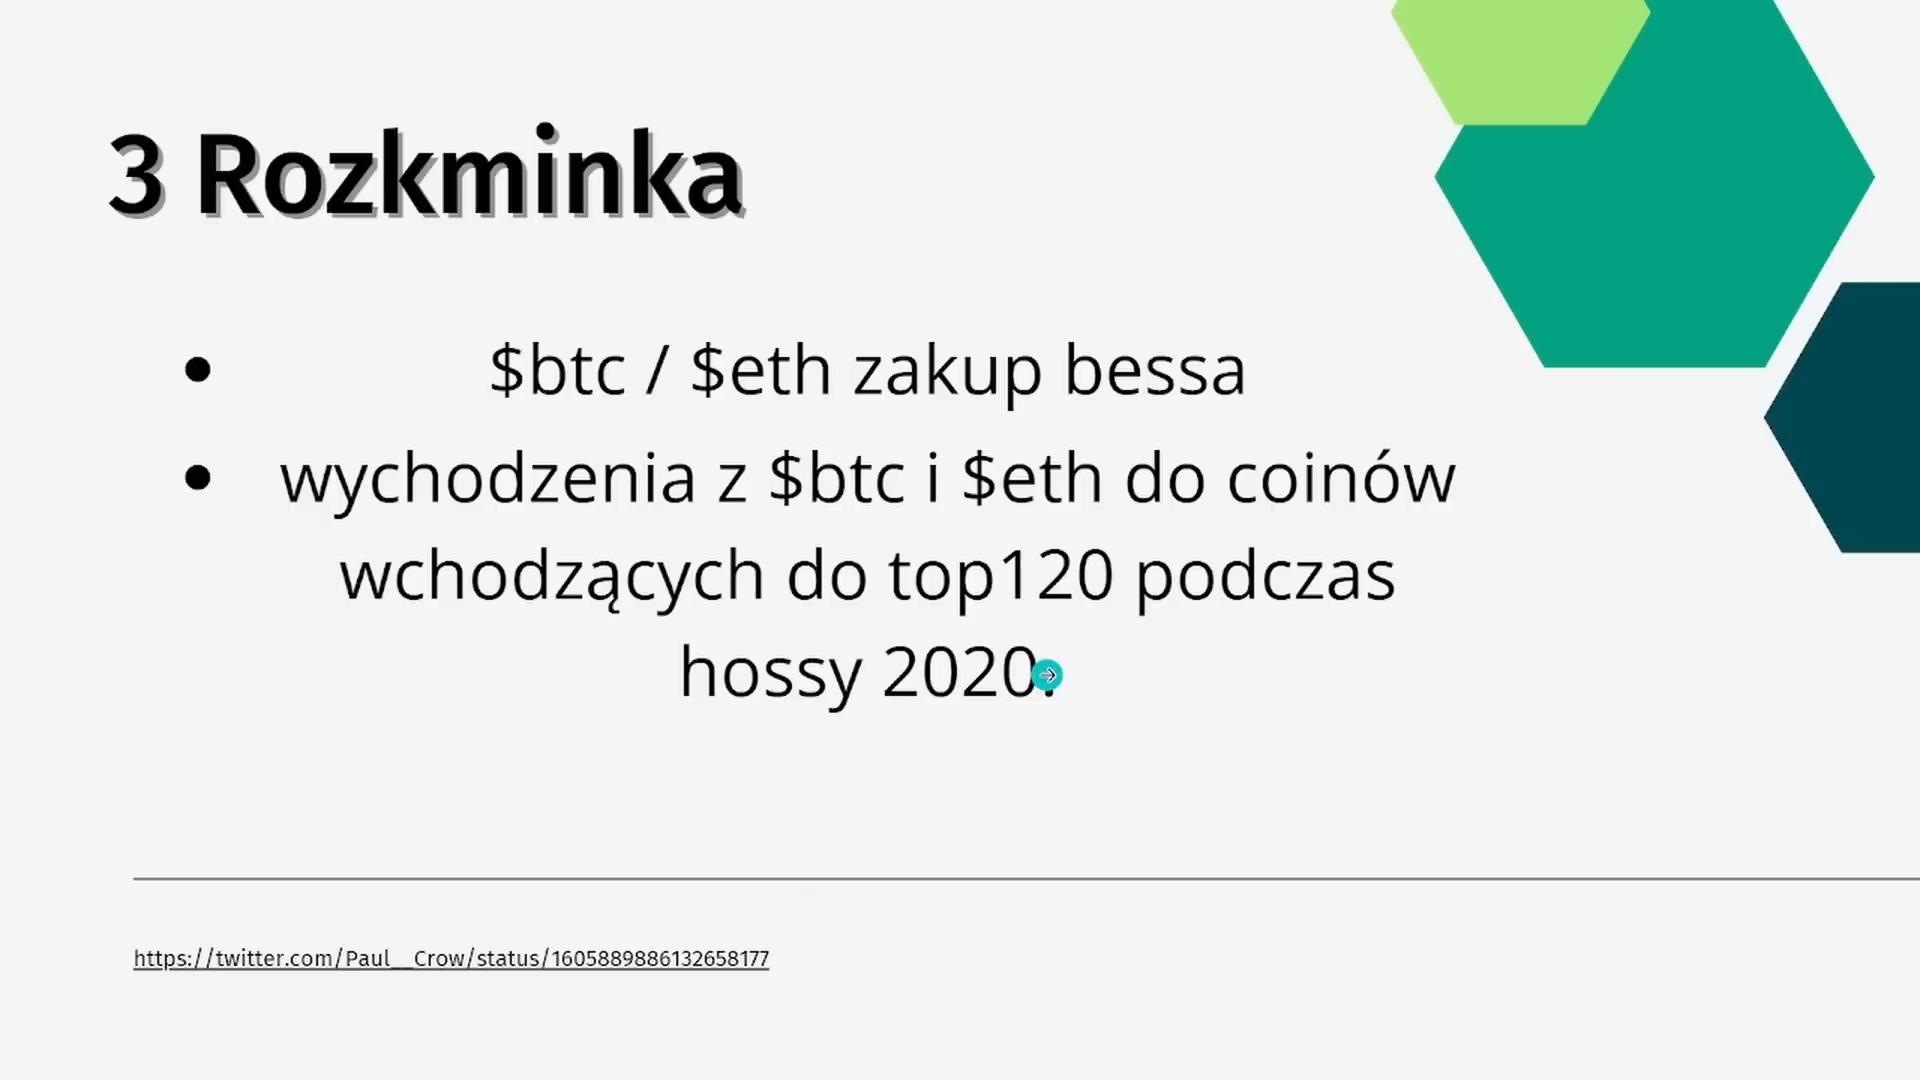 3 Rozkminka
• $btc / $eth zakup bessa
• wychodzenia z $btc i $eth do coinów
wchodzących do top120 podczas
hossy 2020.
https://twitter.com/Paul__Crow/status/1605889886132658177